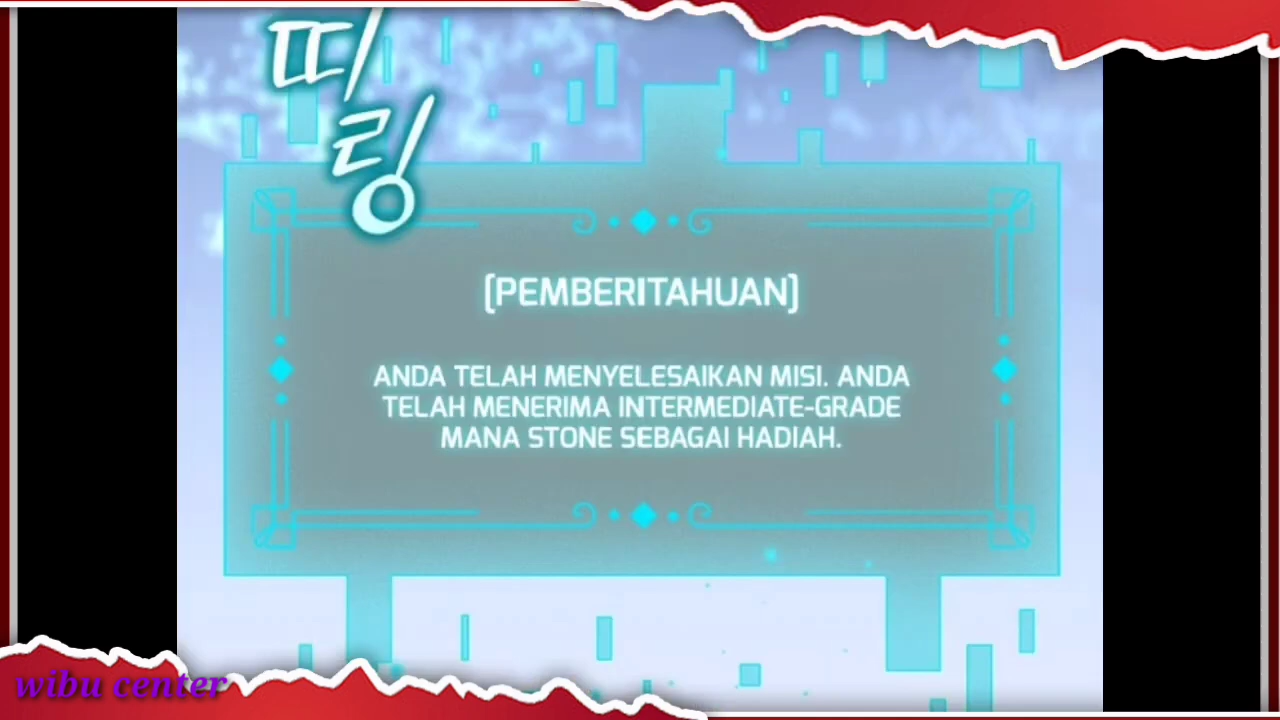 띠
링
[PEMBERITAHUAN]
ANDA TELAH MENYELESAIKAN MISI. ANDA
TELAH MENERIMA INTERMEDIATE-GRADE
MANA STONE SEBAGAI HADIAH.
wibu center